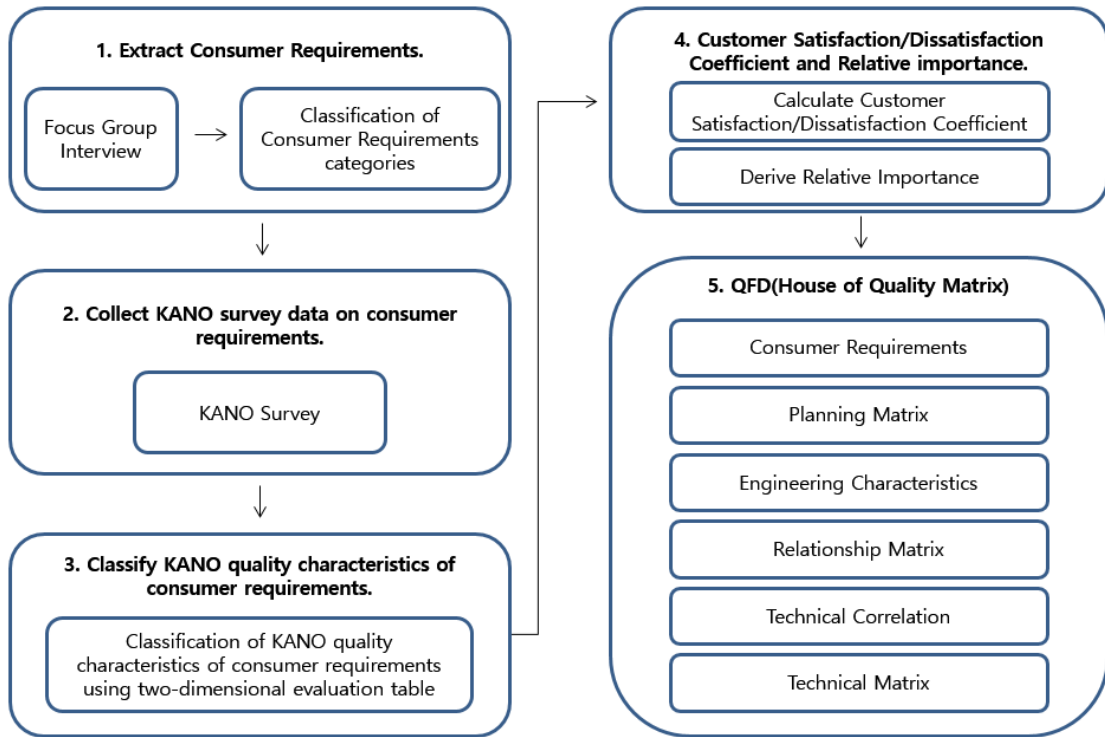 1. Extract Consumer Requirements.
Focus Group
Interview
Classification of
Consumer Requirements
categories
2. Collect KANO survey data on consumer
requirements.
KANO Survey
3. Classify KANO quality characteristics of
consumer requirements.
Classification of KANO quality
characteristics of consumer requirements
using two-dimensional evaluation table
4. Customer Satisfaction/Dissatisfaction
Coefficient and Relative importance.
Calculate Customer
Satisfaction/Dissatisfaction Coefficient
Derive Relative Importance
5. QFD(House of Quality Matrix)
Consumer Requirements
Planning Matrix
Engineering Characteristics
Relationship Matrix
Technical Correlation
Technical Matrix